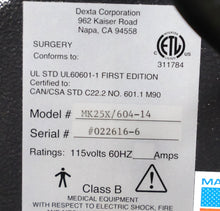 Dexta Corporation
962 Kaiser Road
Napa, CA 94558
SURGERY
Conforms to:
UL STD UL60601-1 FIRST EDITION
Certified to:
CAN/CSA STD C22.2 NO. 601.1 M90
ETL
Intertek
311784
Model # MK25X/604-14
Serial # #022616-6
Ratings: 115volts 60HZ Amps
Class B
MEDICAL EQUIPMENT
WITH RESPECT TO ELECTRIC SHOCK, FIRE